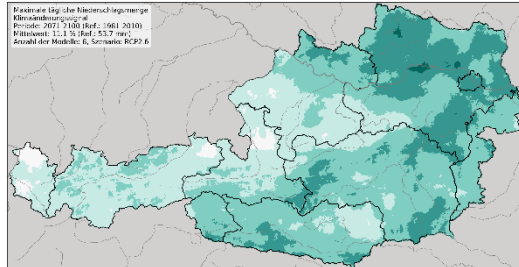 Maximale tägliche Niederschlagsmenge
Klimaänderungssignal
Periode: 2071-2100 (Ref.: 1981-2010)
Mittelwert: 11.1 % (Ref.: 53.7 mm)
Anzahl der Modelle: 8, Szenario: RCP2.6